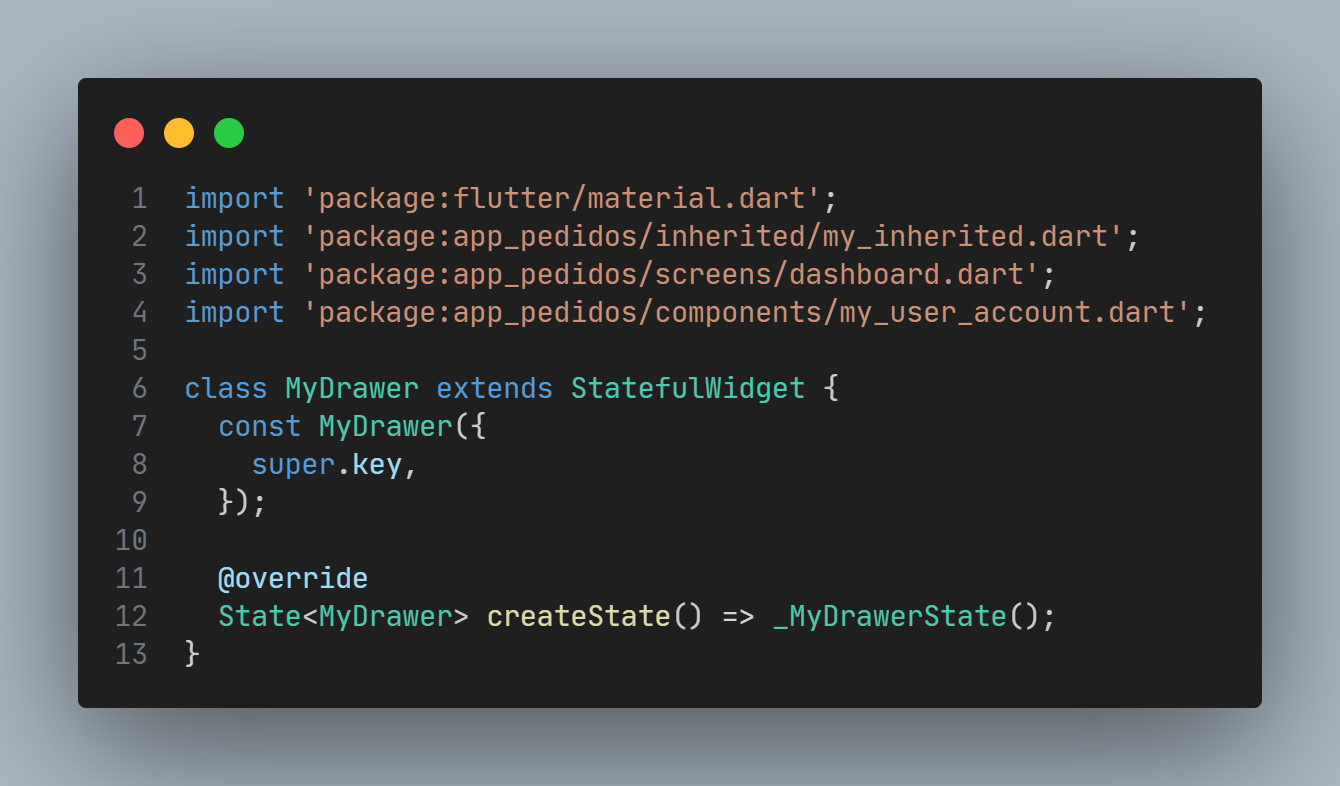 1 import 'package:flutter/material.dart';
2 import 'package:app_pedidos/inherited/my_inherited.dart';
3 import 'package:app_pedidos/screens/dashboard.dart';
4 import 'package:app_pedidos/components/my_user_account.dart';
5
6 class MyDrawer extends StatefulWidget {
7   const MyDrawer({
8     super.key,
9   });
10
11   @override
12   State<MyDrawer> createState() => _MyDrawerState();
13 }